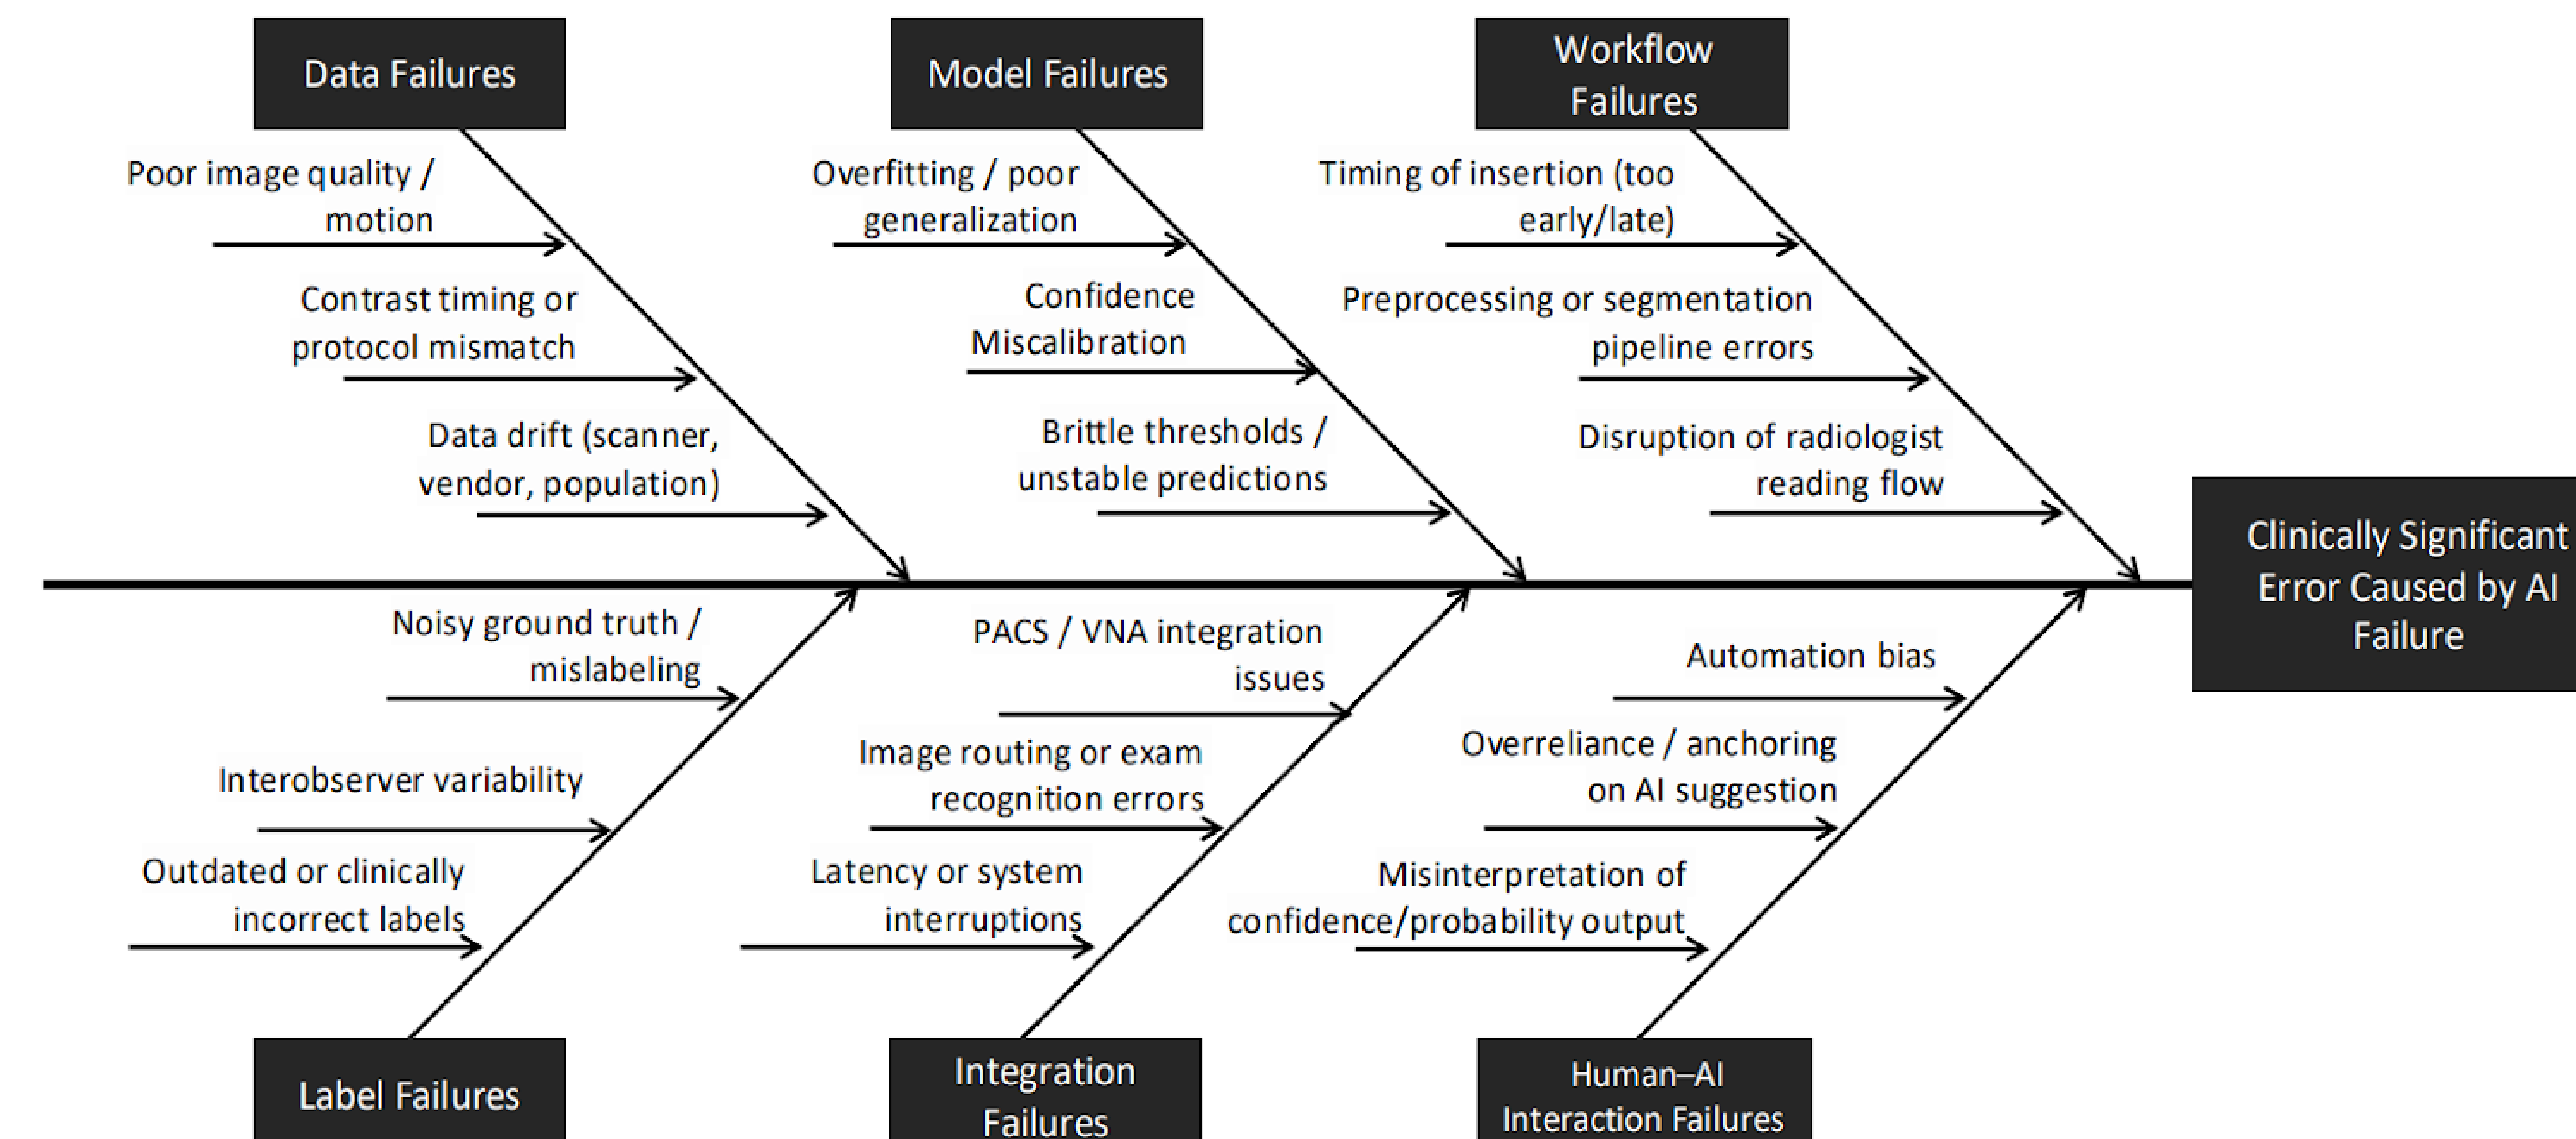 Data Failures
Poor image quality /
motion
Contrast timing or
protocol mismatch
Data drift (scanner,
vendor, population)
Model Failures
Overfitting / poor
generalization
Confidence
Miscalibration
Brittle thresholds /
unstable predictions
Workflow
Failures
Timing of insertion (too
early/late)
Preprocessing or segmentation
pipeline errors
Disruption of radiologist
reading flow
Clinically Significant
Error Caused by AI
Failure
Noisy ground truth /
mislabeling
Interobserver variability
Outdated or clinically
incorrect labels
Label Failures
PACS / VNA integration
issues
Image routing or exam
recognition errors
Latency or system
interruptions
Integration
Failures
Automation bias
Overreliance / anchoring
on AI suggestion
Misinterpretation of
confidence/probability output
Human–AI
Interaction Failures